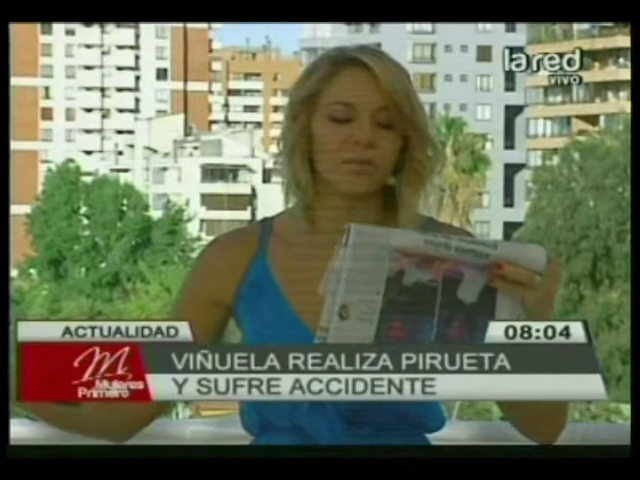 lared
vivo
ACTUALIDAD
08:04
M
Mujeres
Primero
VIÑUELA REALIZA PIRUETA
Y SUFRE ACCIDENTE